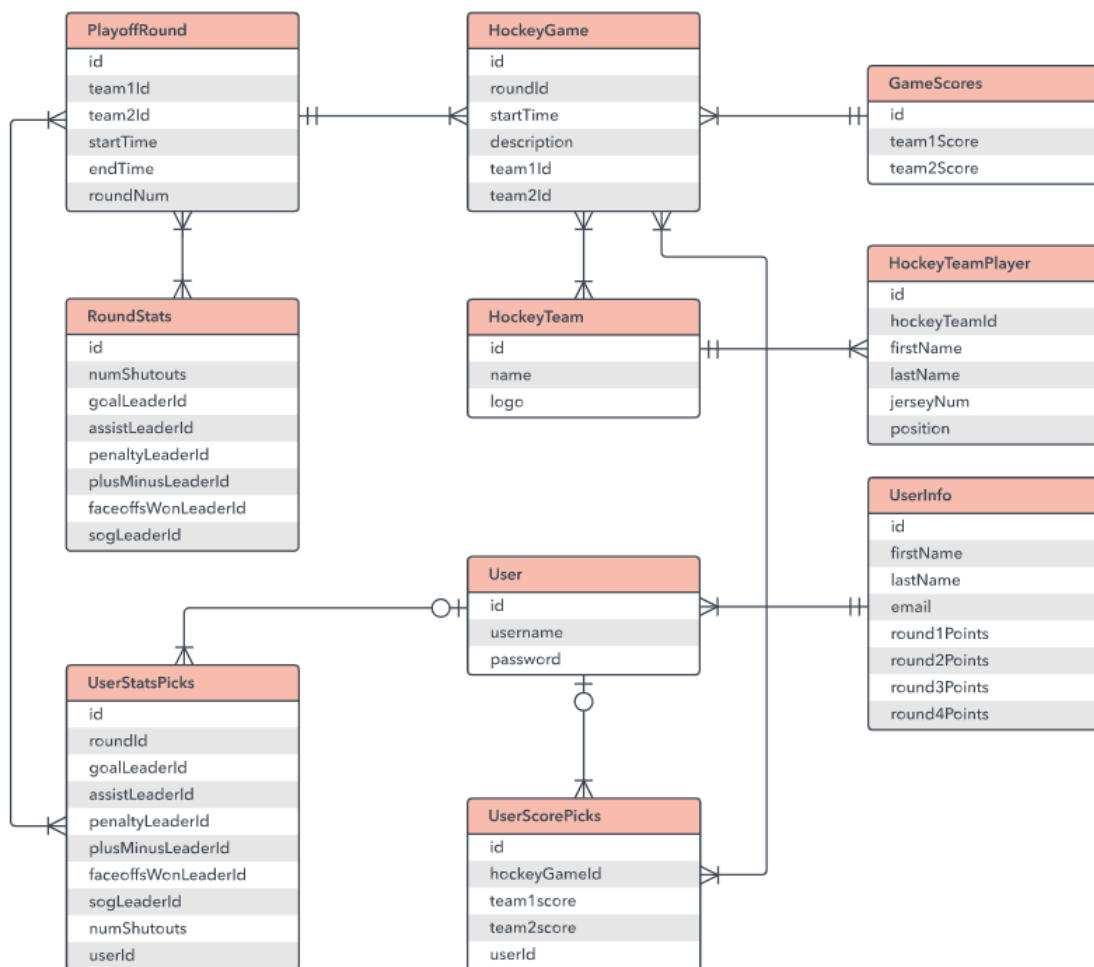 PlayoffRound
id
team1Id
team2Id
startTime
endTime
roundNum
HockeyGame
id
roundId
startTime
description
team1Id
team2Id
GameScores
id
team1Score
team2Score
RoundStats
id
numShutouts
goalLeaderId
assistLeaderId
penaltyLeaderId
plusMinusLeaderId
faceoffsWonLeaderId
sogLeaderId
HockeyTeam
id
name
logo
HockeyTeamPlayer
id
hockeyTeamId
firstName
lastName
jerseyNum
position
User
id
username
password
UserInfo
id
firstName
lastName
email
round1Points
round2Points
round3Points
round4Points
UserStatsPicks
id
roundId
goalLeaderId
assistLeaderId
penaltyLeaderId
plusMinusLeaderId
faceoffsWonLeaderId
sogLeaderId
numShutouts
userId
UserScorePicks
id
hockeyGameId
team1score
team2score
userId